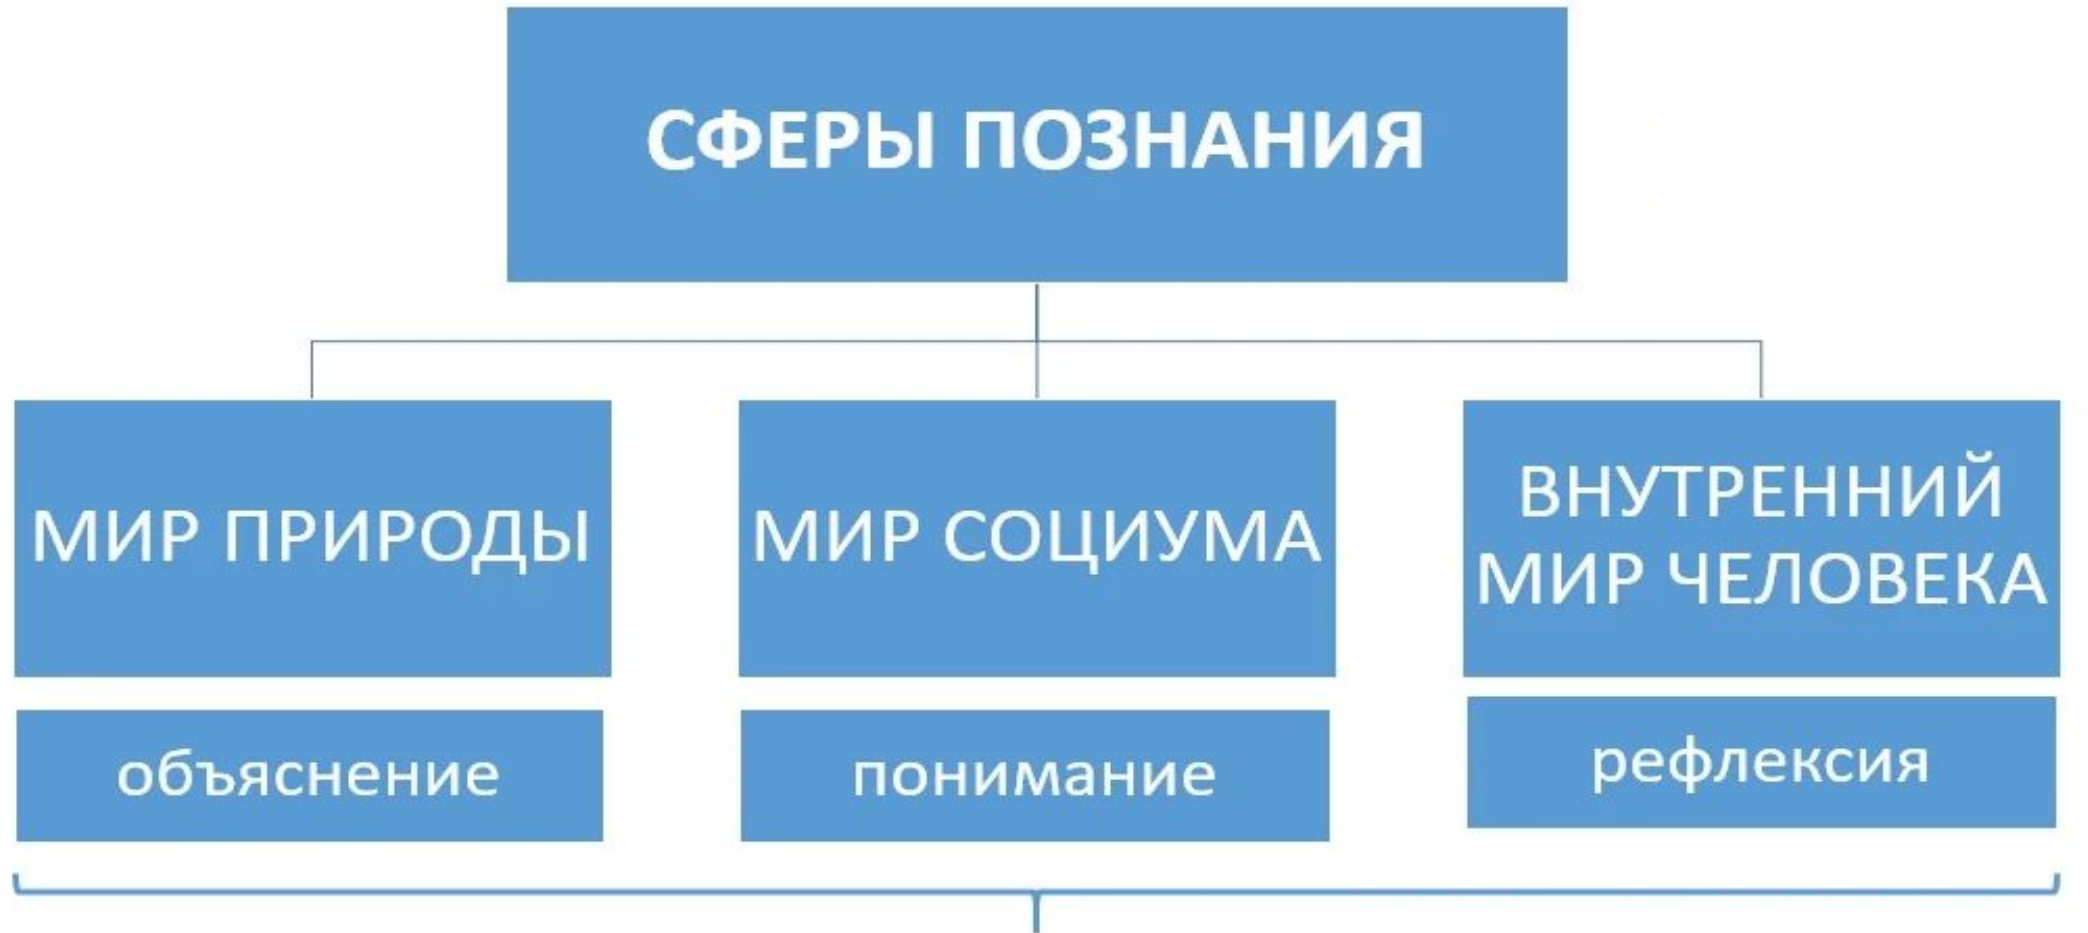 СФЕРЫ ПОЗНАНИЯ
МИР ПРИРОДЫ
МИР СОЦИУМА
ВНУТРЕННИЙ
МИР ЧЕЛОВЕКА
объяснение
понимание
рефлексия